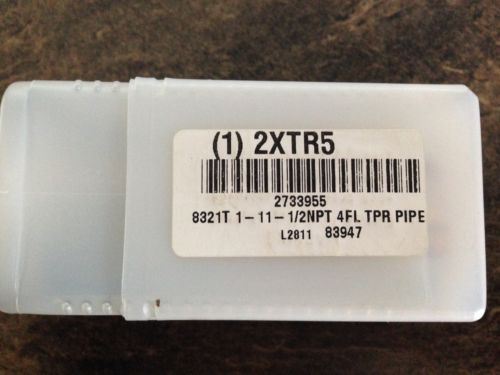 (1) 2XTR5
2733955
8321T 1-11-1/2NPT 4FL TPR PIPE
L2811 83947